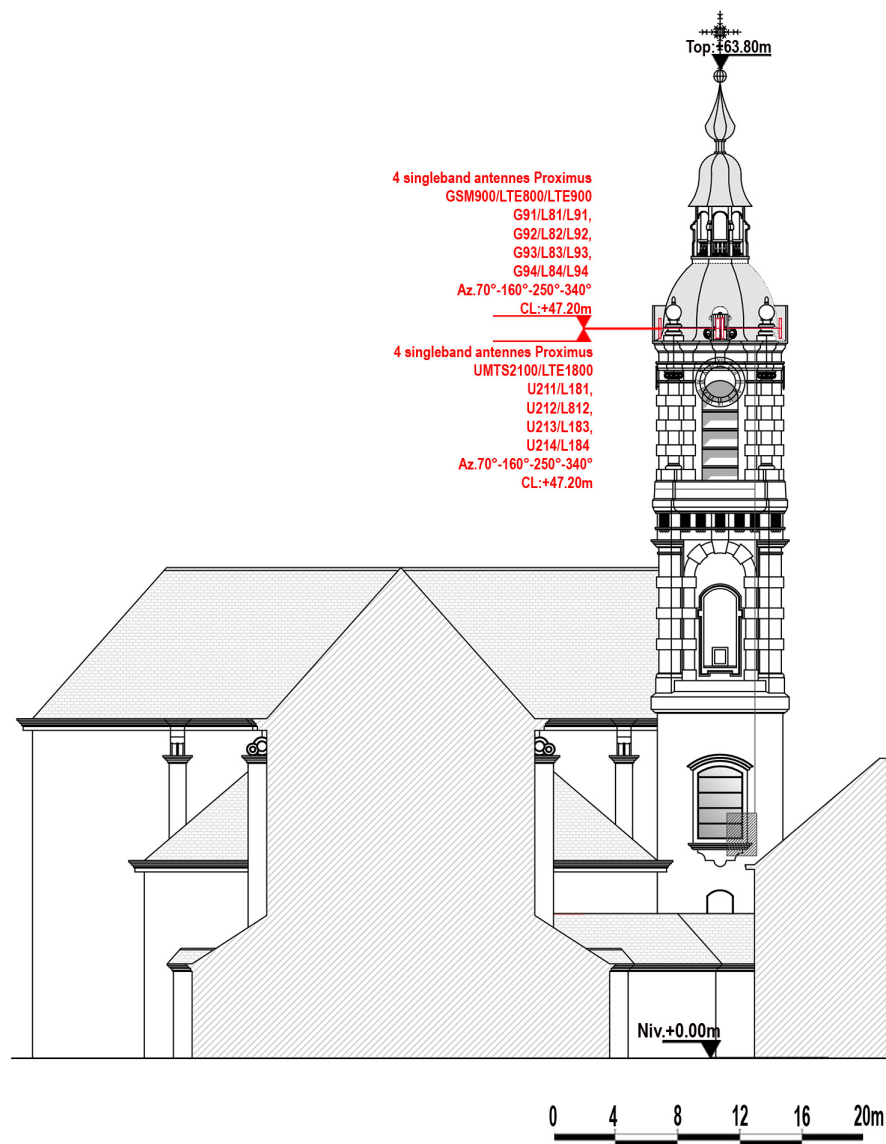 Top:+63.80m
4 singleband antennes Proximus
GSM900/LTE800/LTE900
G91/L81/L91,
G92/L82/L92,
G93/L83/L93,
G94/L84/L94
Az.70°-160°-250°-340°
CL:+47.20m
4 singleband antennes Proximus
UMTS2100/LTE1800
U211/L181,
U212/L812,
U213/L183,
U214/L184
Az.70°-160°-250°-340°
CL:+47.20m
Niv.+0.00m
0 4 8 12 16 20m